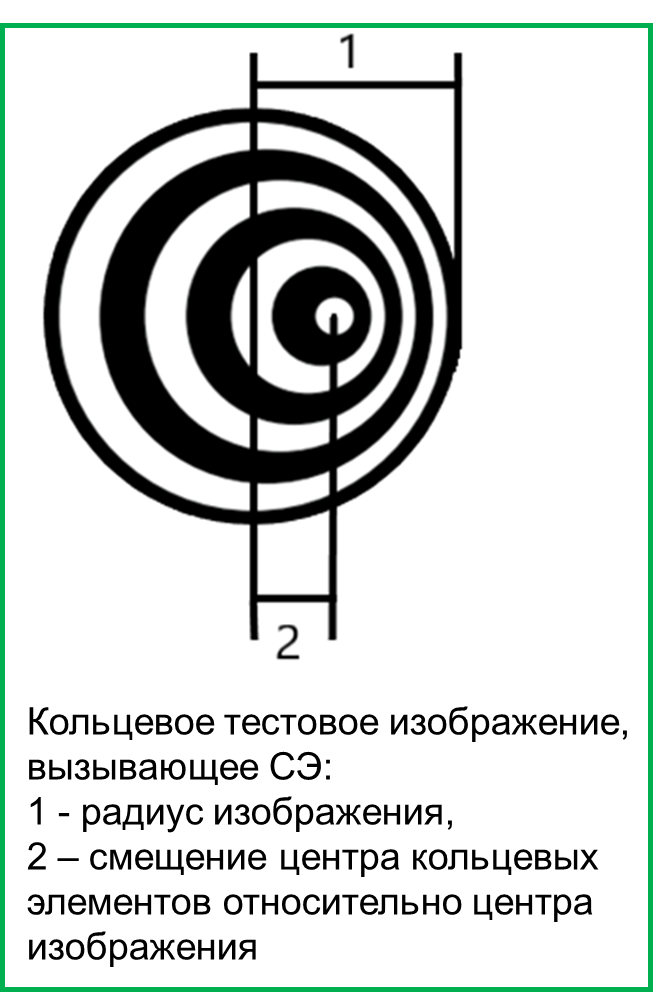 1
2
Кольцевое тестовое изображение,
вызывающее СЭ:
1 - радиус изображения,
2 – смещение центра кольцевых
элементов относительно центра
изображения